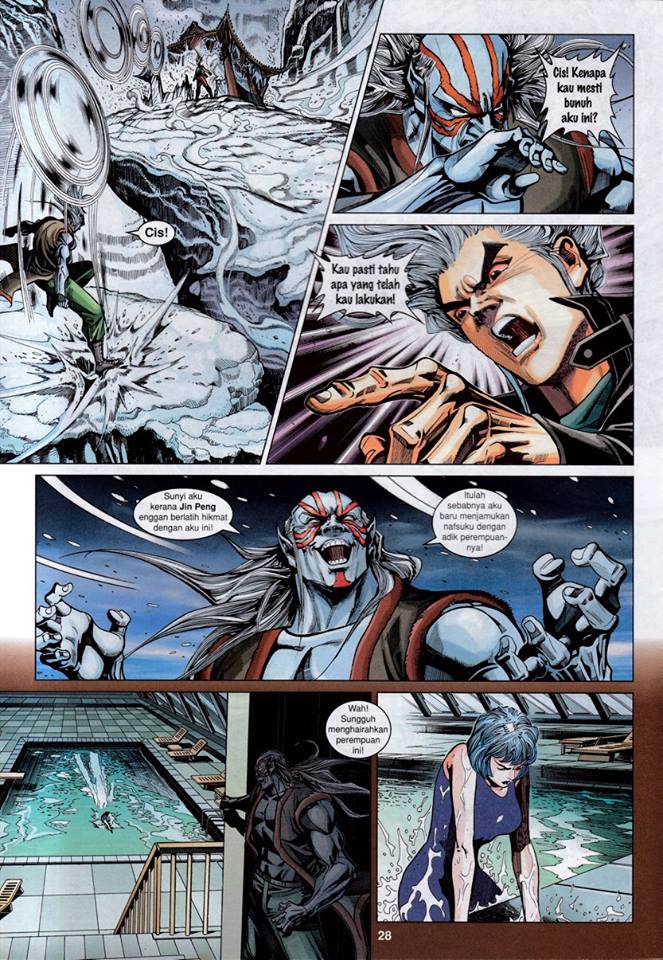 Cis!
Cis! Kenapa
kau mesti
bunuh
aku ini?
Kau pasti tahu
apa yang telah
kau lakukan!
Sunyi aku
kerana Jin Peng
enggan berlatih hikmat
dengan aku ini!
Itulah
sebabnya aku
baru menjamukan
nafsuku dengan
adik perempuan-
nya!
Wah!
Sungguh
menghairahkan
perempuan
ini!
28